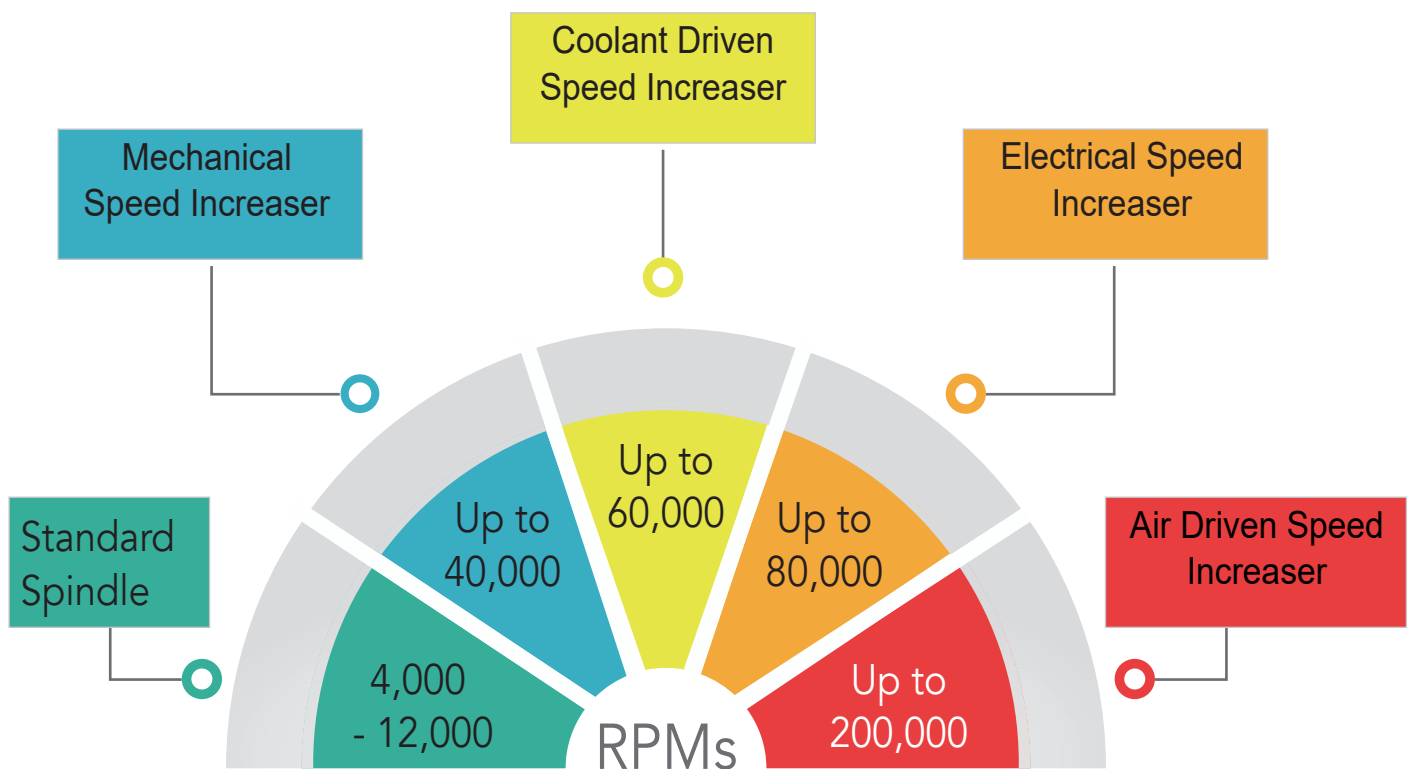 Coolant Driven
Speed Increaser
Mechanical
Speed Increaser
Electrical Speed
Increaser
Standard
Spindle
Air Driven Speed
Increaser
4,000
- 12,000
Up to
40,000
Up to
60,000
Up to
80,000
Up to
200,000
RPMs